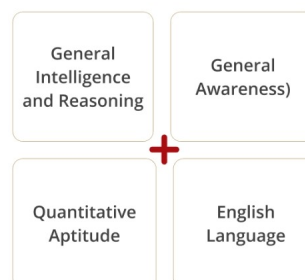 General
Intelligence
and Reasoning
General
Awareness)
Quantitative
Aptitude
English
Language